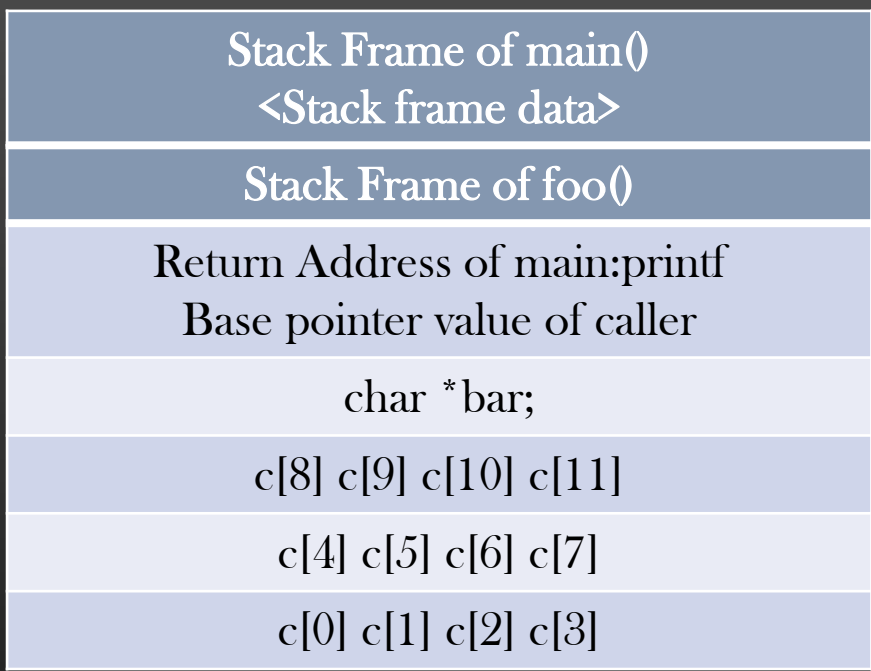 Stack Frame of main()
<Stack frame data>
Stack Frame of foo()
Return Address of main:printf
Base pointer value of caller
char *bar;
c[8] c[9] c[10] c[11]
c[4] c[5] c[6] c[7]
c[0] c[1] c[2] c[3]